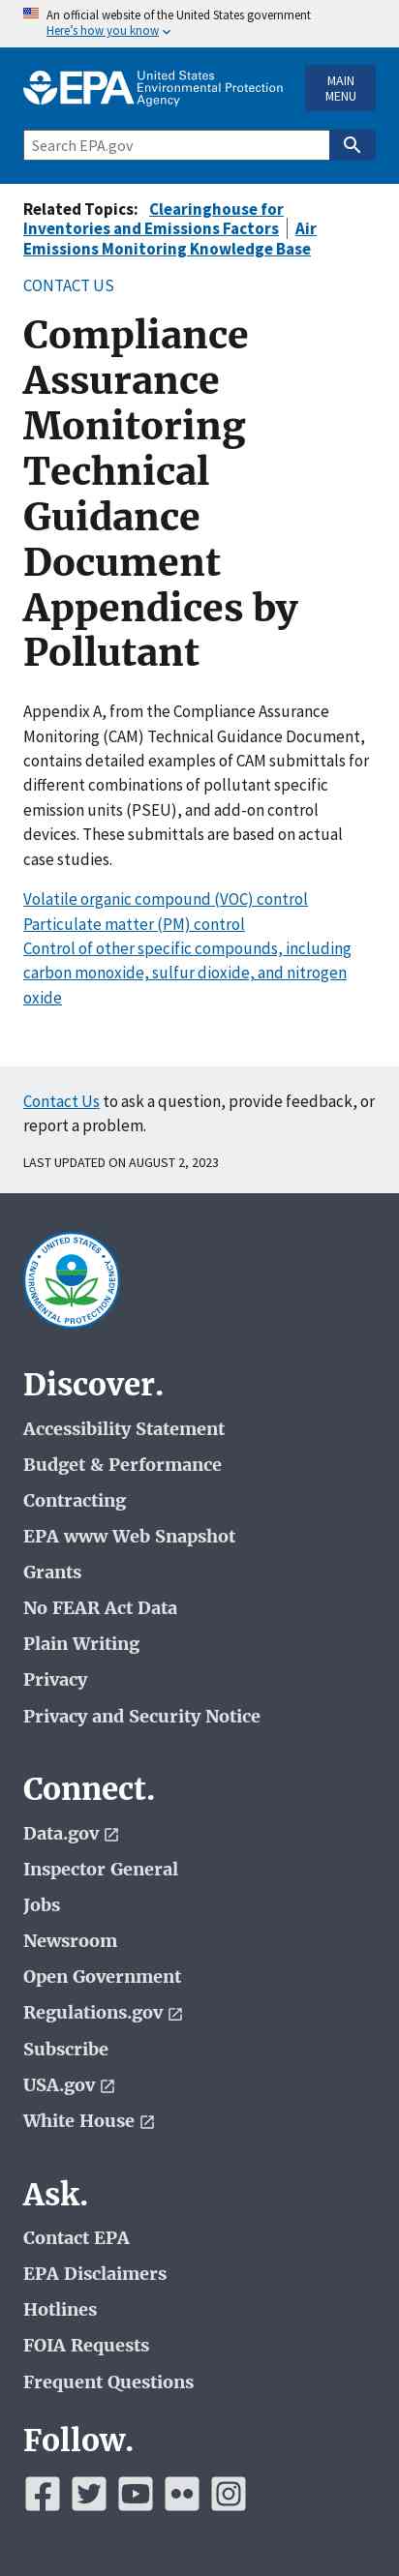 An official website of the United States government
Here's how you know
EPA United States
Environmental Protection
Agency
MAIN
MENU
Search EPA.gov
Related Topics: Clearinghouse for
Inventories and Emissions Factors Air
Emissions Monitoring Knowledge Base
CONTACT US
Compliance
Assurance
Monitoring
Technical
Guidance
Document
Appendices by
Pollutant
Appendix A, from the Compliance Assurance
Monitoring (CAM) Technical Guidance Document,
contains detailed examples of CAM submittals for
different combinations of pollutant specific
emission units (PSEU), and add-on control
devices. These submittals are based on actual
case studies.
Volatile organic compound (VOC) control
Particulate matter (PM) control
Control of other specific compounds, including
carbon monoxide, sulfur dioxide, and nitrogen
oxide
Contact Us to ask a question, provide feedback, or
report a problem.
LAST UPDATED ON AUGUST 2, 2023
UNITED STATES
ENVIRONMENTAL PROTECTION AGENCY
Discover.
Accessibility Statement
Budget & Performance
Contracting
EPA www Web Snapshot
Grants
No FEAR Act Data
Plain Writing
Privacy
Privacy and Security Notice
Connect.
Data.gov
Inspector General
Jobs
Newsroom
Open Government
Regulations.gov
Subscribe
USA.gov
White House
Ask.
Contact EPA
EPA Disclaimers
Hotlines
FOIA Requests
Frequent Questions
Follow.